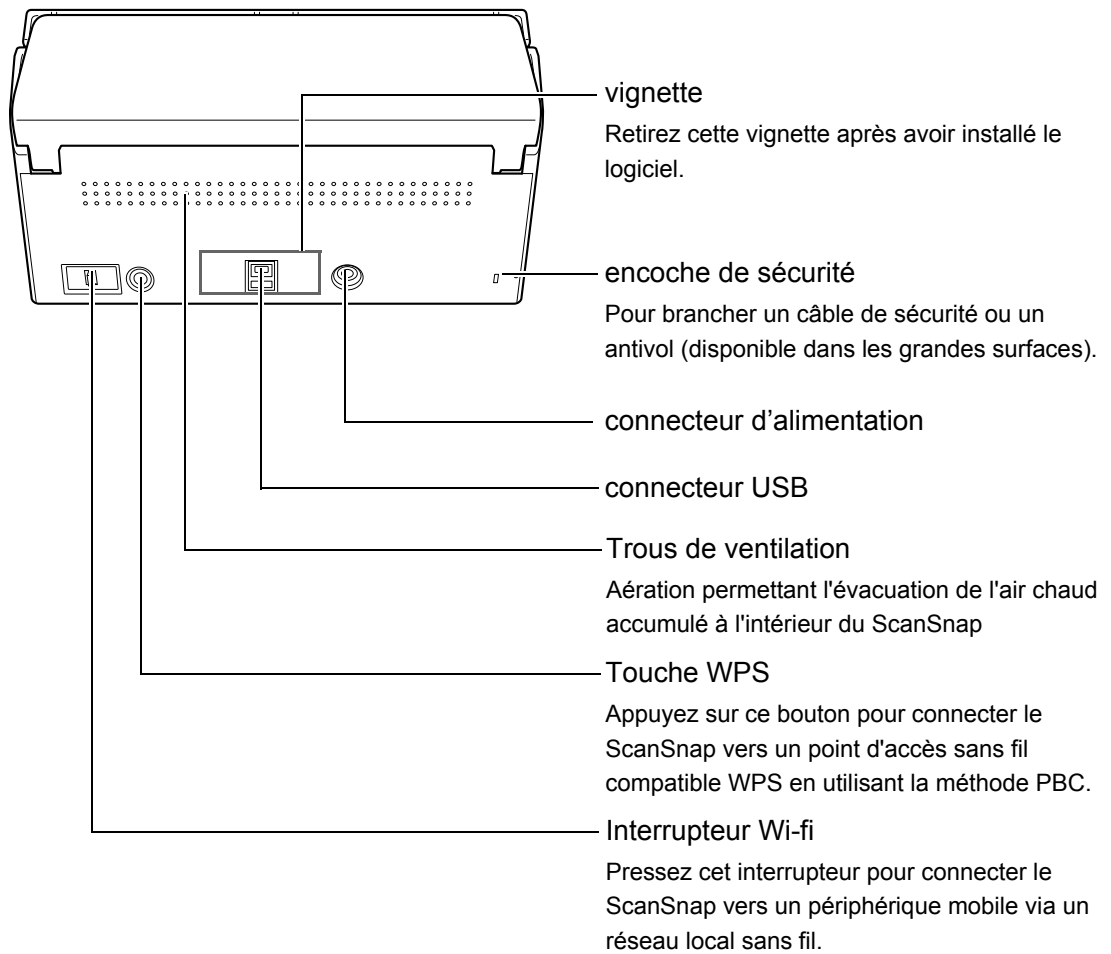 vignette
Retirez cette vignette après avoir installé le
logiciel.
encoche de sécurité
Pour brancher un câble de sécurité ou un
antivol (disponible dans les grandes surfaces).
connecteur d’alimentation
connecteur USB
Trous de ventilation
Aération permettant l'évacuation de l'air chaud
accumulé à l'intérieur du ScanSnap
Touche WPS
Appuyez sur ce bouton pour connecter le
ScanSnap vers un point d'accès sans fil
compatible WPS en utilisant la méthode PBC.
Interrupteur Wi-fi
Pressez cet interrupteur pour connecter le
ScanSnap vers un périphérique mobile via un
réseau local sans fil.